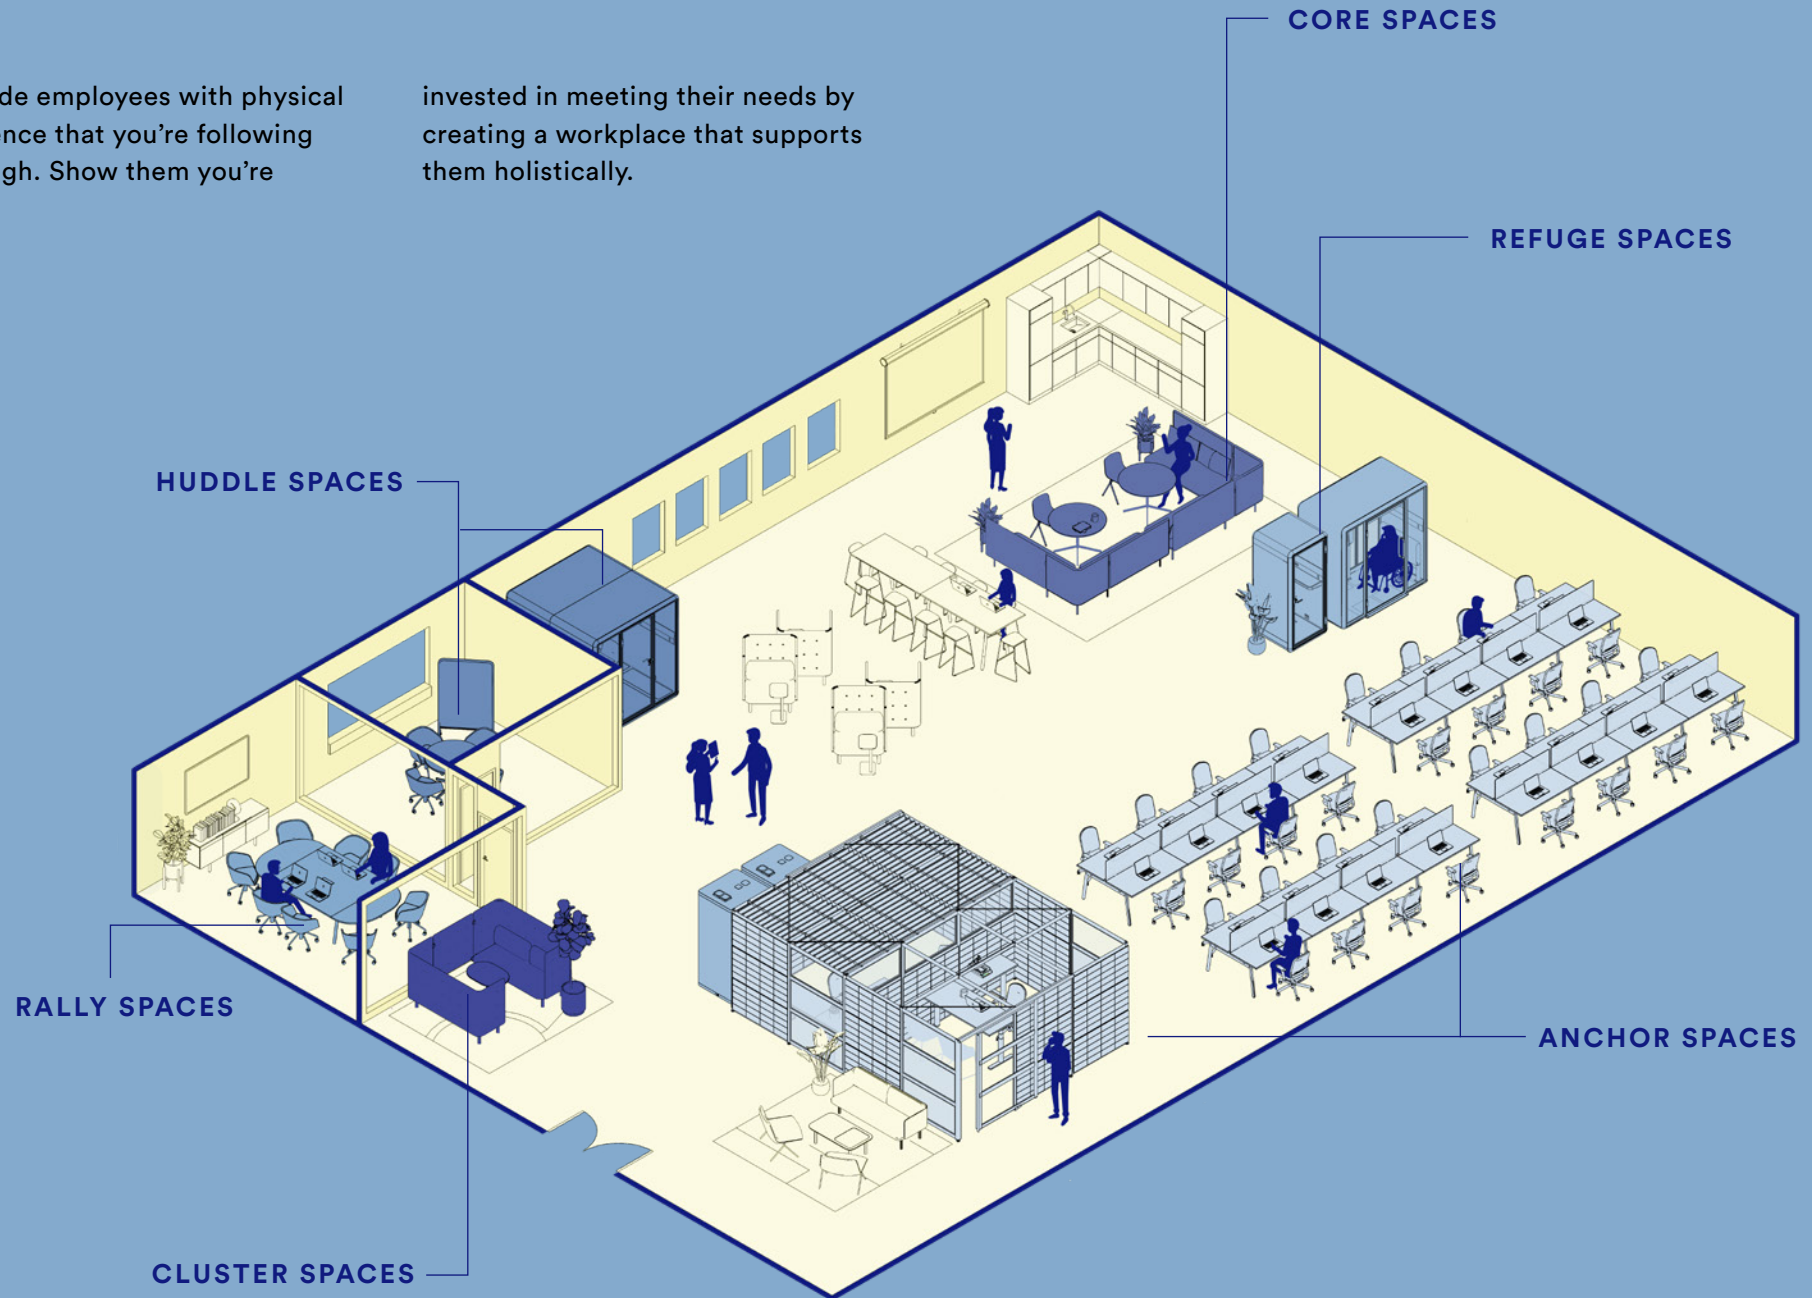 CORE SPACES
de employees with physical
ence that you're following
gh. Show them you're
invested in meeting their needs by
creating a workplace that supports
them holistically.
REFUGE SPACES
HUDDLE SPACES
RALLY SPACES
ANCHOR SPACES
CLUSTER SPACES